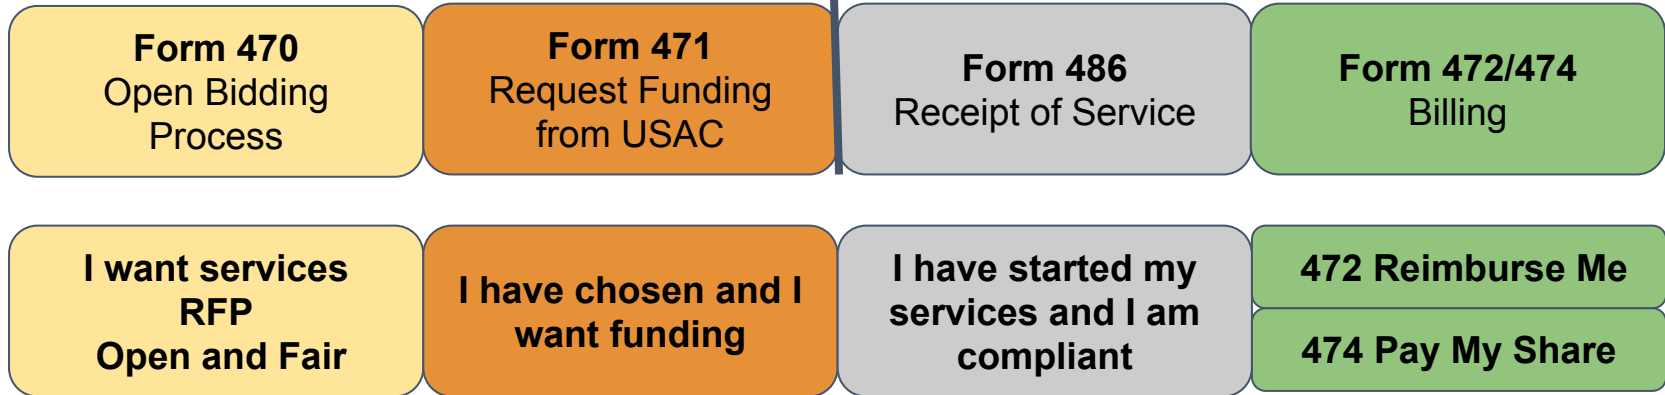 Form 470
Open Bidding
Process
Form 471
Request Funding
from USAC
Form 486
Receipt of Service
Form 472/474
Billing
I want services
RFP
Open and Fair
I have chosen and I
want funding
I have started my
services and I am
compliant
472 Reimburse Me
474 Pay My Share